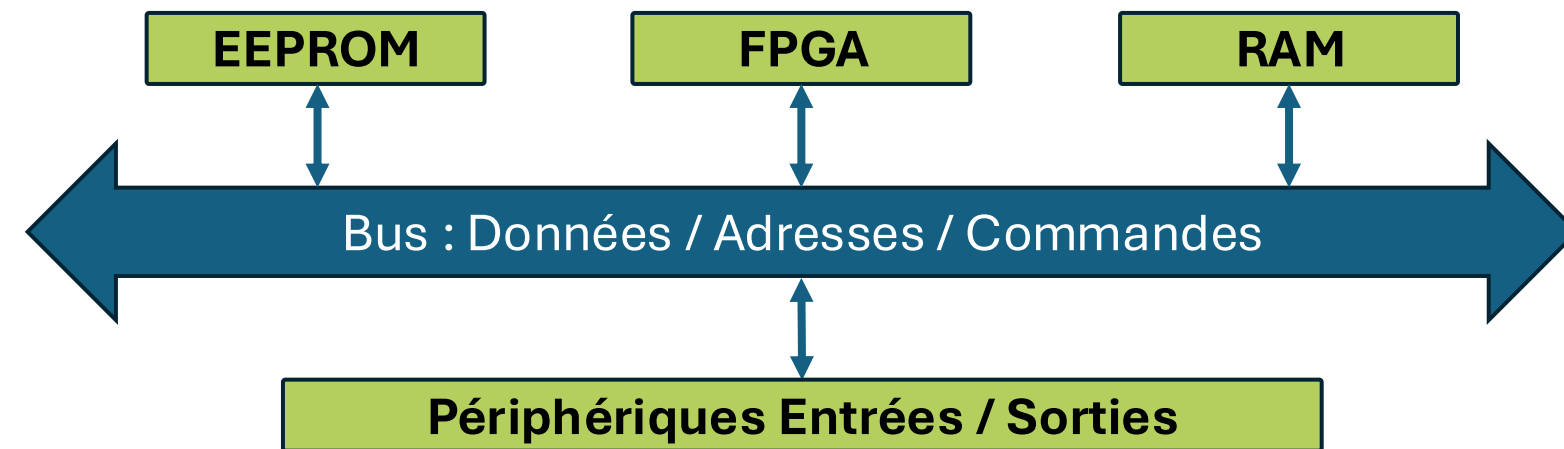 EEPROM
FPGA
RAM
Bus : Données / Adresses / Commandes
Périphériques Entrées / Sorties